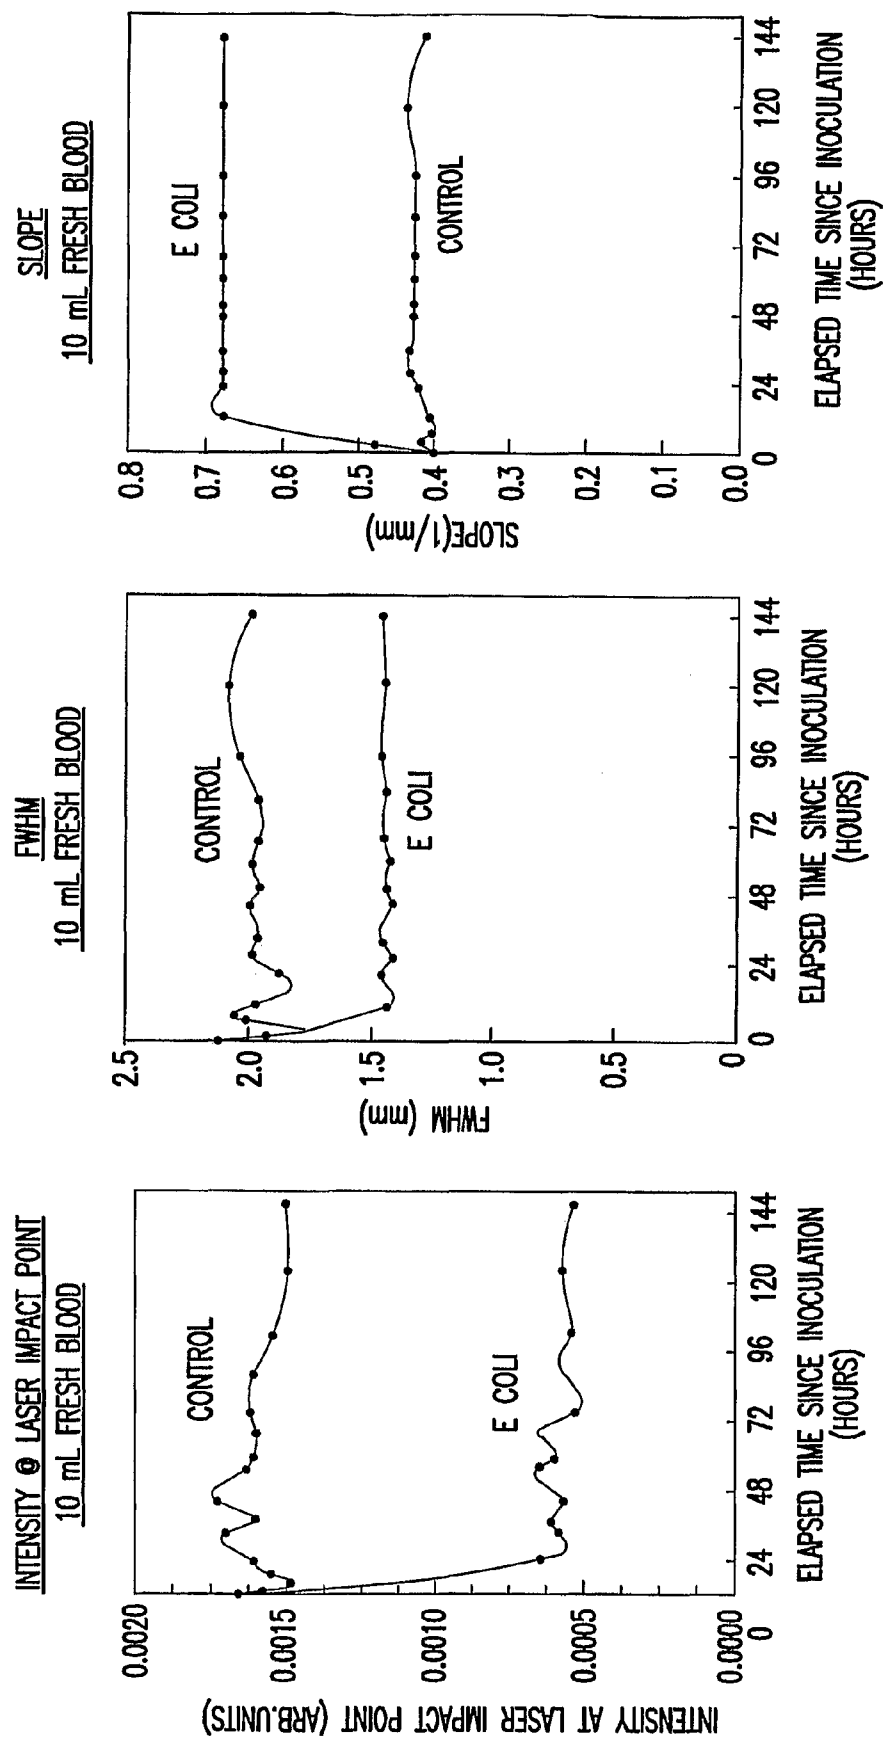 INTENSITY @ LASER IMPACT POINT
10 mL FRESH BLOOD
INTENSITY AT LASER IMPACT POINT (ARB.UNITS)
0.0020
0.0015
0.0010
0.0005
0.0000
CONTROL
E COLI
0 24 48 72 96 120 144
ELAPSED TIME SINCE INOCULATION
(HOURS)
FWHM
10 mL FRESH BLOOD
FWHM (mm)
2.5
2.0
1.5
1.0
0.5
0
CONTROL
E COLI
0 24 48 72 96 120 144
ELAPSED TIME SINCE INOCULATION
(HOURS)
SLOPE
10 mL FRESH BLOOD
SLOPE(1/mm)
0.8
0.7
0.6
0.5
0.4
0.3
0.2
0.1
0.0
E COLI
CONTROL
0 24 48 72 96 120 144
ELAPSED TIME SINCE INOCULATION
(HOURS)